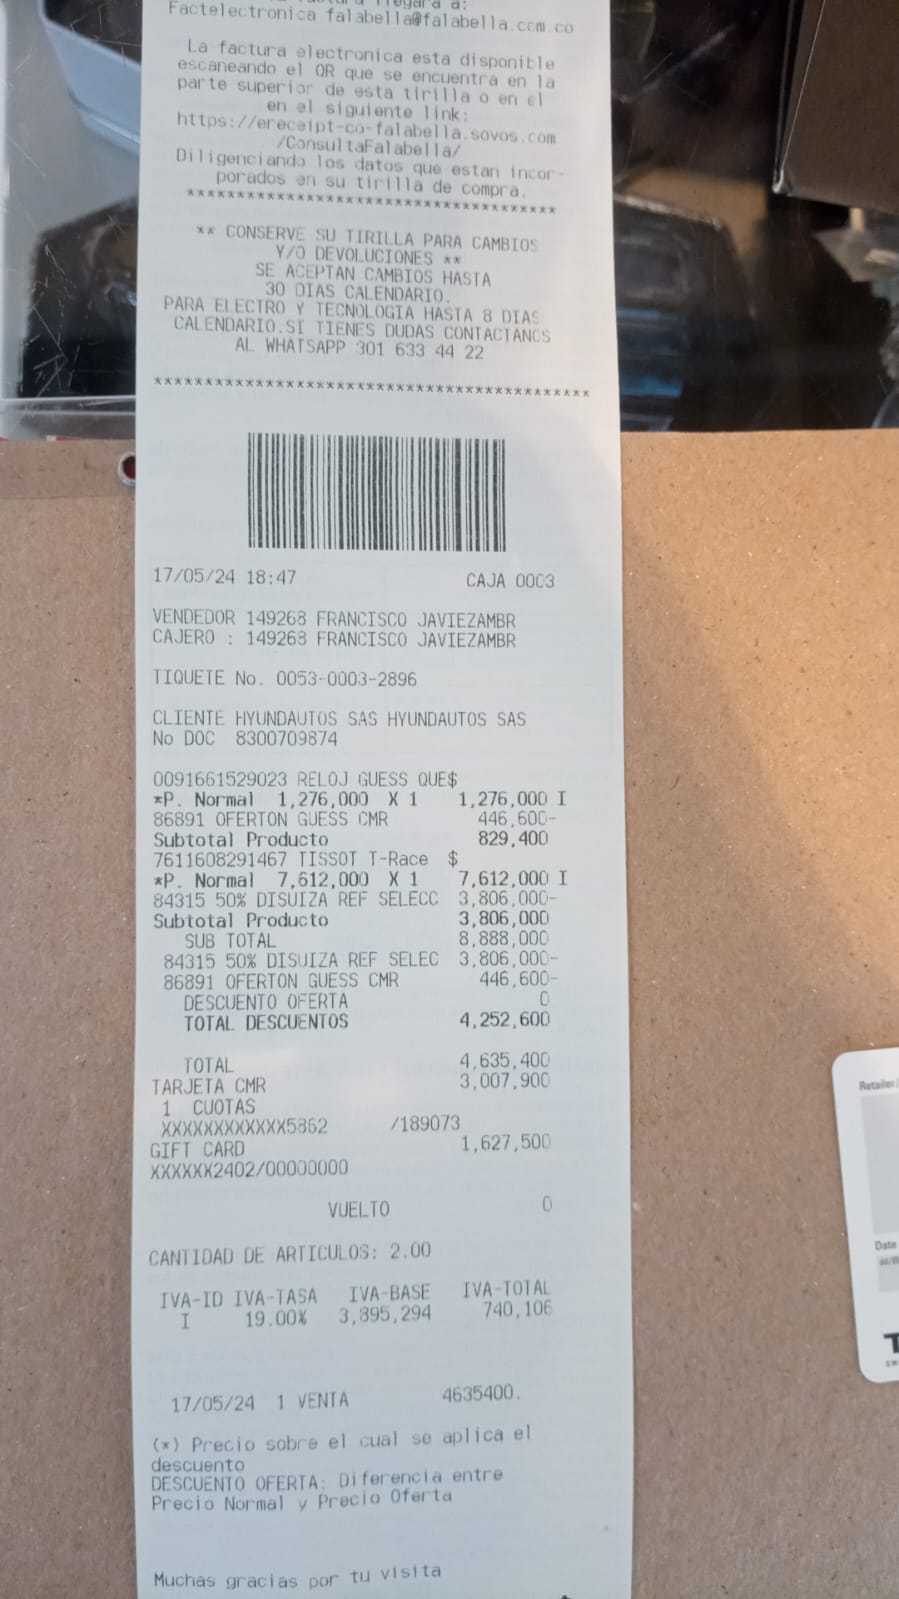 llegara a:
Factelectronica falabella@falabella.com.co
La factura electronica esta disponible
escaneando el QR que se encuentra en la
parte superior de esta tirilla o en el
en el siguiente link:
https://ereceipt-co-falabella.sovos.com
/ConsultaFalabella/
Diligenciando los datos que estan incor-
porados en su tirilla de compra.
*************************************
** CONSERVE SU TIRILLA PARA CAMBIOS
Y/O DEVOLUCIONES **
SE ACEPTAN CAMBIOS HASTA
30 DIAS CALENDARIO.
PARA ELECTRO Y TECNOLOGIA HASTA 8 DIAS
CALENDARIO.SI TIENES DUDAS CONTACTANOS
AL WHATSAPP 301 633 44 22
*******************************************
17/05/24 18:47 CAJA 0003
VENDEDOR 149268 FRANCISCO JAVIEZAMBR
CAJERO : 149268 FRANCISCO JAVIEZAMBR
TIQUETE No. 0053-0003-2896
CLIENTE HYUNDAUTOS SAS HYUNDAUTOS SAS
No DOC 8300709874
0091661529023 RELOJ GUESS QUE$
*P. Normal 1,276,000 X 1 1,276,000 I
86891 OFERTON GUESS CMR 446,600-
Subtotal Producto 829,400
7611608291467 TISSOT T-Race $
*P. Normal 7,612,000 X 1 7,612,000 I
84315 50% DISUIZA REF SELECC 3,806,000-
Subtotal Producto 3,806,000
SUB TOTAL 8,888,000
84315 50% DISUIZA REF SELEC 3,806,000-
86891 OFERTON GUESS CMR 446,600-
DESCUENTO OFERTA 0
TOTAL DESCUENTOS 4,252,600
TOTAL 4,635,400
TARJETA CMR 3,007,900
1 CUOTAS
XXXXXXXXXXXX5862 /189073
GIFT CARD 1,627,500
XXXXXX2402/00000000
VUELTO 0
CANTIDAD DE ARTICULOS: 2.00
IVA-ID IVA-TASA IVA-BASE IVA-TOTAL
I 19.00% 3,895,294 740,106
17/05/24 1 VENTA 4635400.
(*) Precio sobre el cual se aplica el
descuento
DESCUENTO OFERTA: Diferencia entre
Precio Normal y Precio Oferta
Muchas gracias por tu visita
Retailer
Date